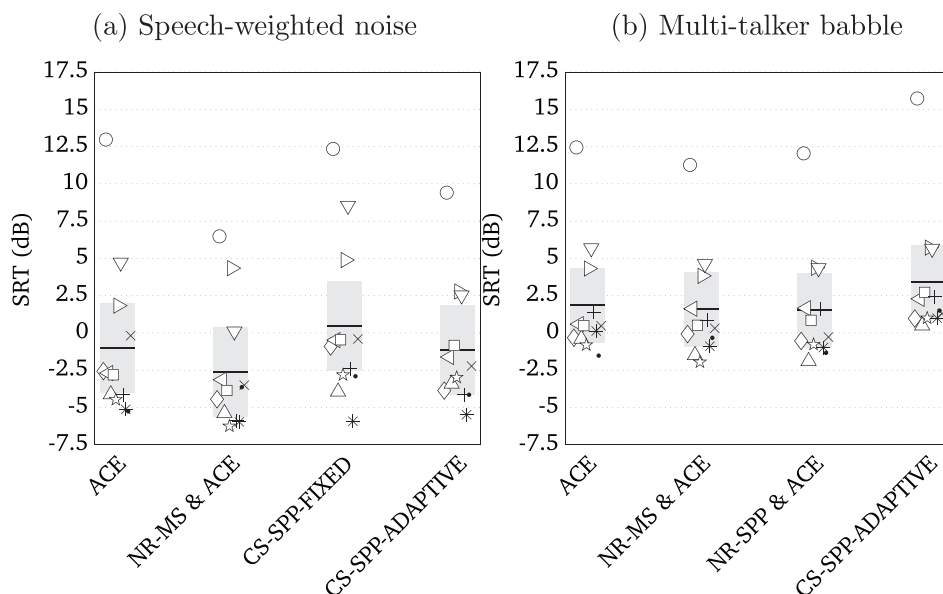 (a) Speech-weighted noise
17.5
15
12.5
10
7.5
5
2.5
0
-2.5
-5
-7.5
SRT (dB)
ACE
NR-MS & ACE
CS-SPP-FIXED
CS-SPP-ADAPTIVE
(b) Multi-talker babble
17.5
15
12.5
10
7.5
5
2.5
0
-2.5
-5
-7.5
SRT (dB)
ACE
NR-MS & ACE
NR-SPP & ACE
CS-SPP-ADAPTIVE